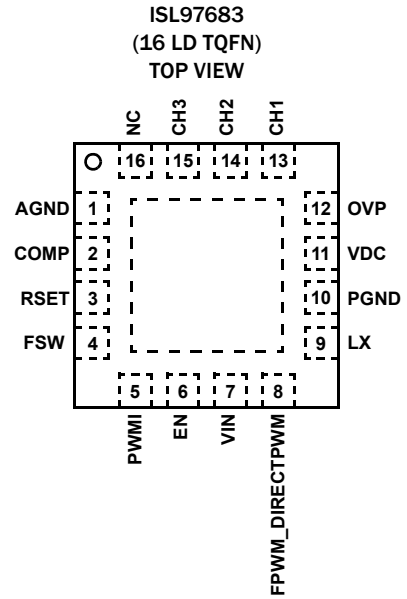 ISL97683
(16 LD TQFN)
TOP VIEW
NC
CH3
CH2
CH1
16
15
14
13
AGND 1
12 OVP
COMP 2
11 VDC
RSET 3
10 PGND
FSW 4
9 LX
5
6
7
8
PWMI
EN
VIN
FPWM_DIRECTPWM